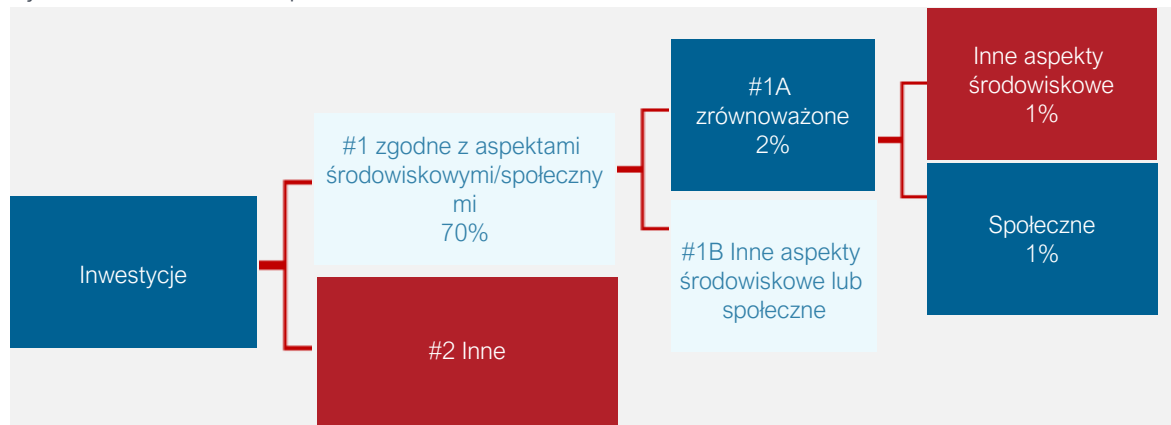 Inwestycje
#1 zgodne z aspektami
środowiskowymi/społeczny
mi
70%
#2 Inne
#1A
zrównoważone
2%
#1B Inne aspekty
środowiskowe lub
społeczne
Inne aspekty
środowiskowe
1%
Społeczne
1%